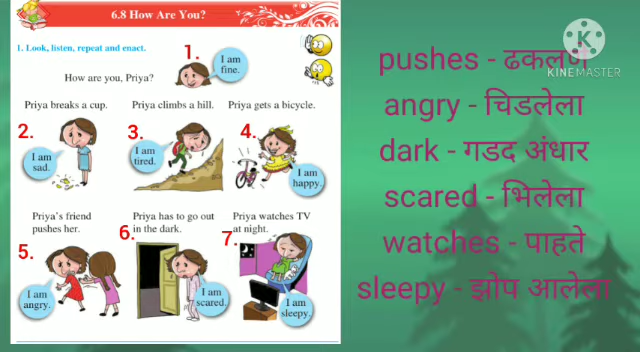 6.8 How Are You?
1. Look, listen, repeat and enact.
1.
I am
fine.
How are you, Priya?
Priya breaks a cup.
Priya climbs a hill.
Priya gets a bicycle.
2.
I am
sad.
3.
I am
tired.
4.
I am
happy.
Priya's friend
pushes her.
Priya has to go out
in the dark.
Priya watches TV
at night.
5.
I am
angry.
6.
I am
scared.
7.
I am
sleepy.
pushes - ढकलणे
angry - चिडलेला
dark - गडद अंधार
scared - भिलेला
watches - पाहते
sleepy - झोप आलेला
KINEMASTER